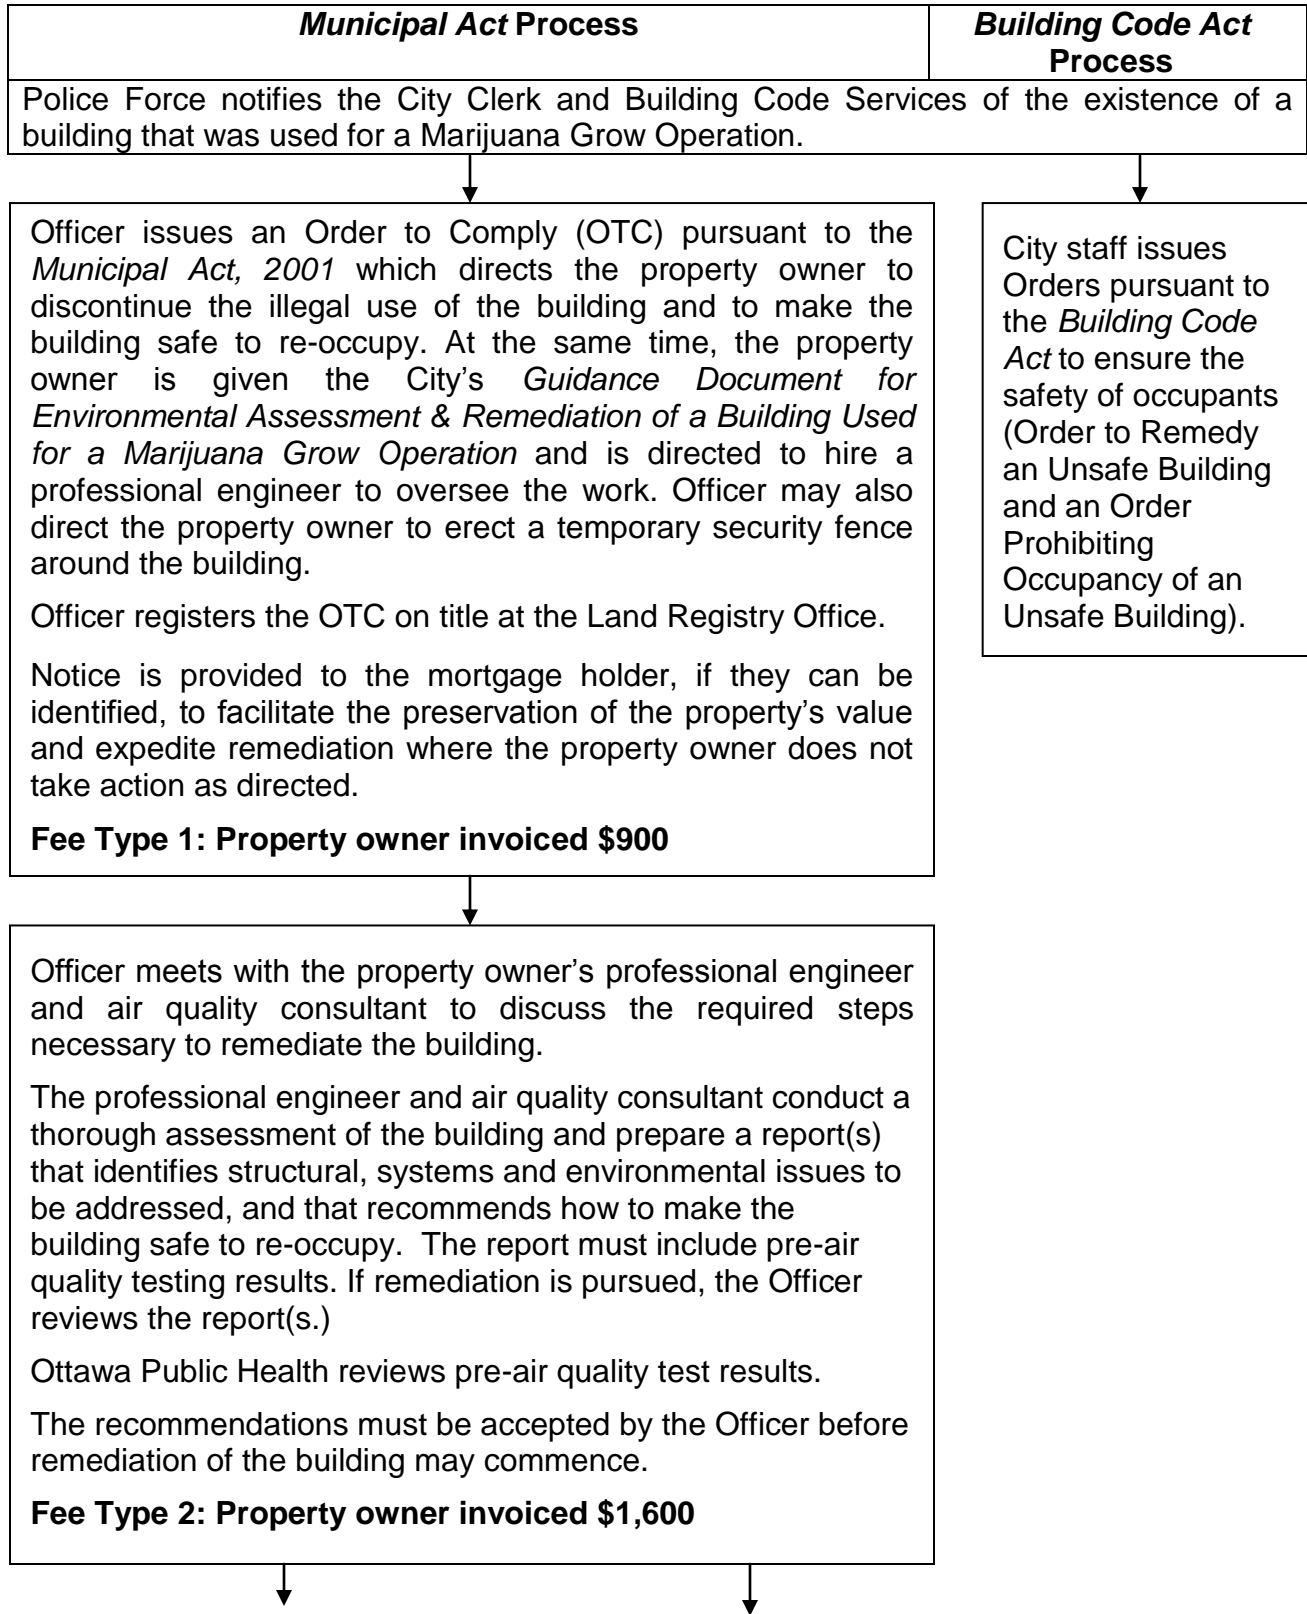 Municipal Act Process
Building Code Act
Process
Police Force notifies the City Clerk and Building Code Services of the existence of a
building that was used for a Marijuana Grow Operation.
Officer issues an Order to Comply (OTC) pursuant to the
Municipal Act, 2001 which directs the property owner to
discontinue the illegal use of the building and to make the
building safe to re-occupy. At the same time, the property
owner is given the City's Guidance Document for
Environmental Assessment & Remediation of a Building Used
for a Marijuana Grow Operation and is directed to hire a
professional engineer to oversee the work. Officer may also
direct the property owner to erect a temporary security fence
around the building.
Officer registers the OTC on title at the Land Registry Office.
Notice is provided to the mortgage holder, if they can be
identified, to facilitate the preservation of the property's value
and expedite remediation where the property owner does not
take action as directed.
Fee Type 1: Property owner invoiced $900
City staff issues
Orders pursuant to
the Building Code
Act to ensure the
safety of occupants
(Order to Remedy
an Unsafe Building
and an Order
Prohibiting
Occupancy of an
Unsafe Building).
Officer meets with the property owner's professional engineer
and air quality consultant to discuss the required steps
necessary to remediate the building.
The professional engineer and air quality consultant conduct a
thorough assessment of the building and prepare a report(s)
that identifies structural, systems and environmental issues to
be addressed, and that recommends how to make the
building safe to re-occupy.  The report must include pre-air
quality testing results. If remediation is pursued, the Officer
reviews the report(s.)
Ottawa Public Health reviews pre-air quality test results.
The recommendations must be accepted by the Officer before
remediation of the building may commence.
Fee Type 2: Property owner invoiced $1,600